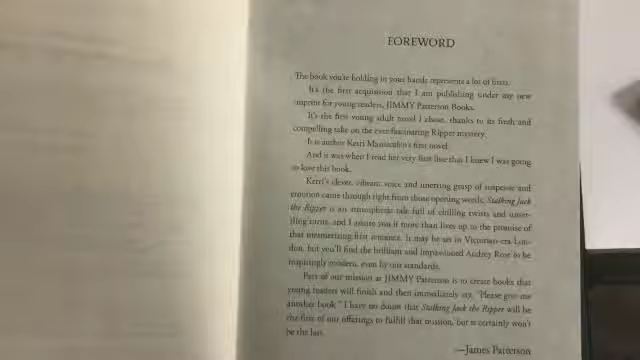 FOREWORD
The book you're holding in your hands represents a lot of firsts.
It's the first acquisition that I am publishing under my new
imprint for young readers, JIMMY Patterson Books.
It's the first young adult novel I chose, thanks to its fresh and
compelling take on the ever-fascinating Ripper mystery.
It is author Kerri Maniscalco's first novel.
And it was when I read her very first line that I knew I was going
to love this book.
Kerri's clever, vibrant voice and unerring grasp of suspense and
emotion came through right from those opening words. Stalking Jack
the Ripper is an atmospheric tale full of chilling twists and unset-
tling turns, and I assure you it more than lives up to the promise of
that mesmerizing first sentence. It may be set in Victorian-era Lon-
don, but you'll find the brilliant and impassioned Audrey Rose to be
inspiringly modern, even by our standards.
Part of our mission at JIMMY Patterson is to create books that
young readers will finish and then immediately say, "Please give me
another book." I have no doubt that Stalking Jack the Ripper will be
the first of our offerings to fulfill that mission, but it certainly won't
be the last.
—James Patterson